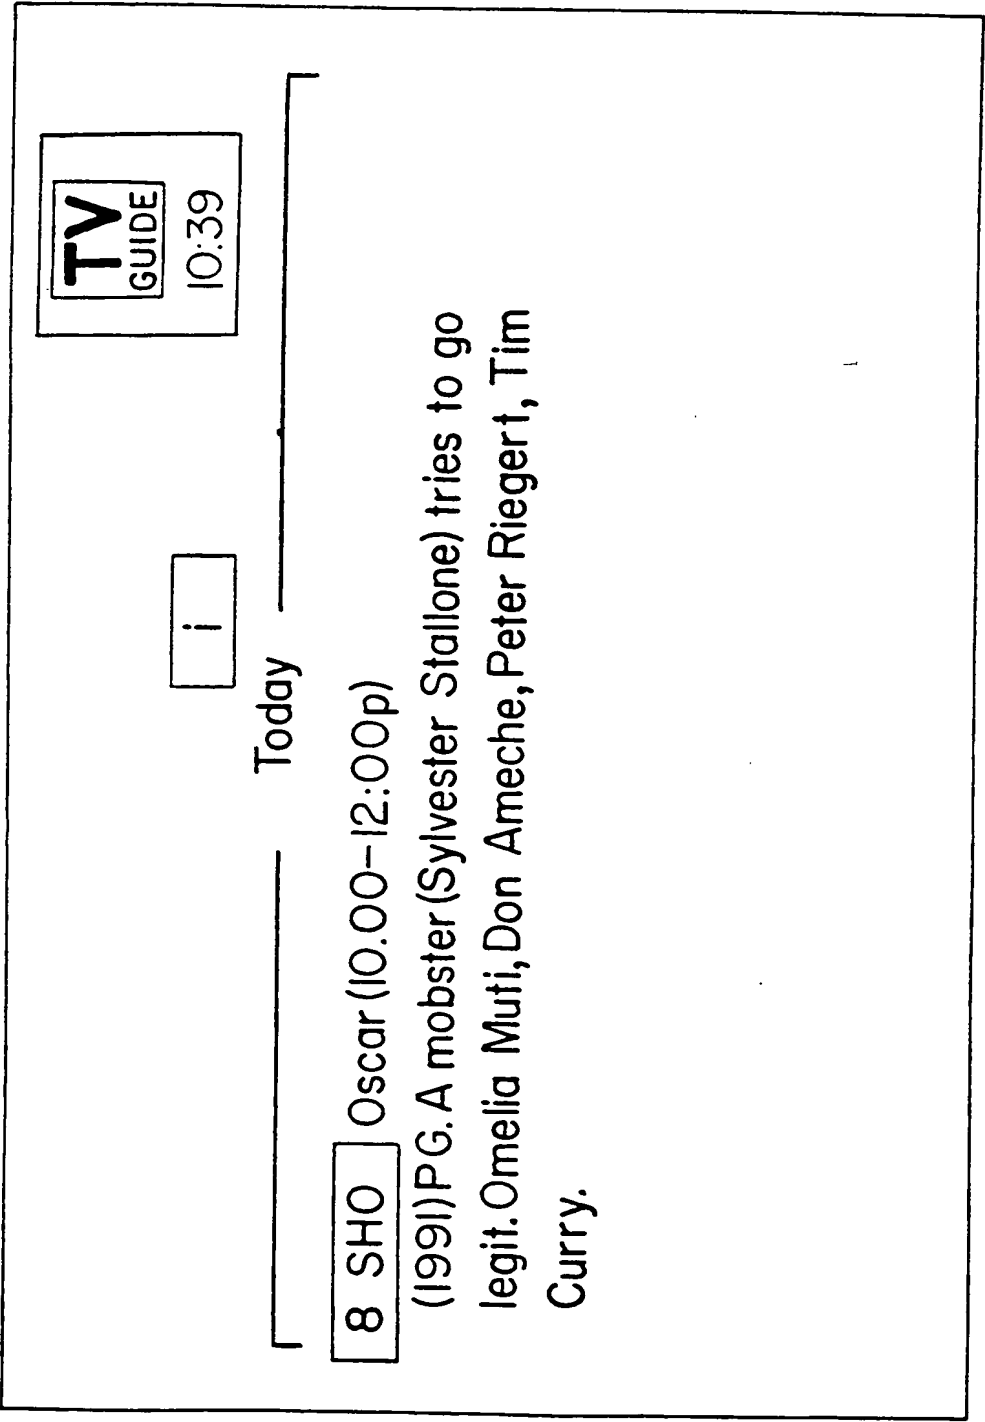 TV
GUIDE
10:39
i
Today
8 SHO Oscar (10.00-12:00p)
(1991) PG. A mobster (Sylvester Stallone) tries to go
legit. Omelia Muti, Don Ameche, Peter Riegert, Tim
Curry.